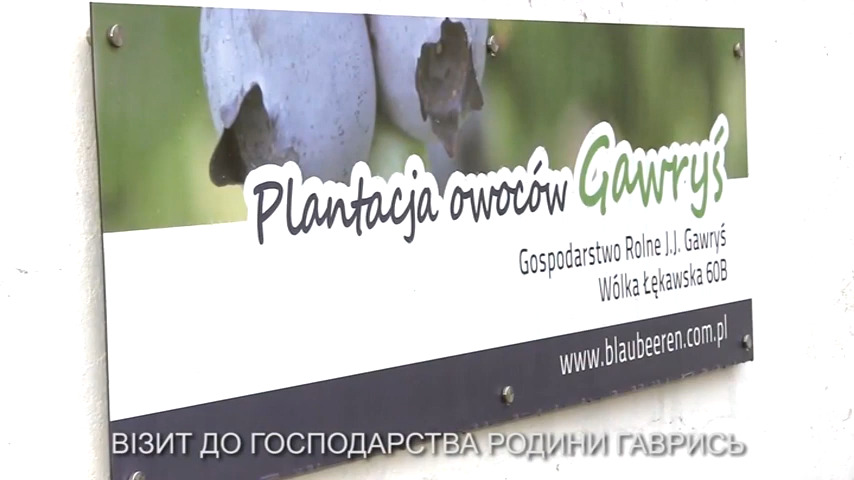 Plantacja owoców Gawryś
Gospodarstwo Rolne J.J. Gawryś
Wólka Łękawska 60B
www.blaubeeren.com.pl
ВІЗИТ ДО ГОСПОДАРСТВА РОДИНИ ГАВРИСЬ